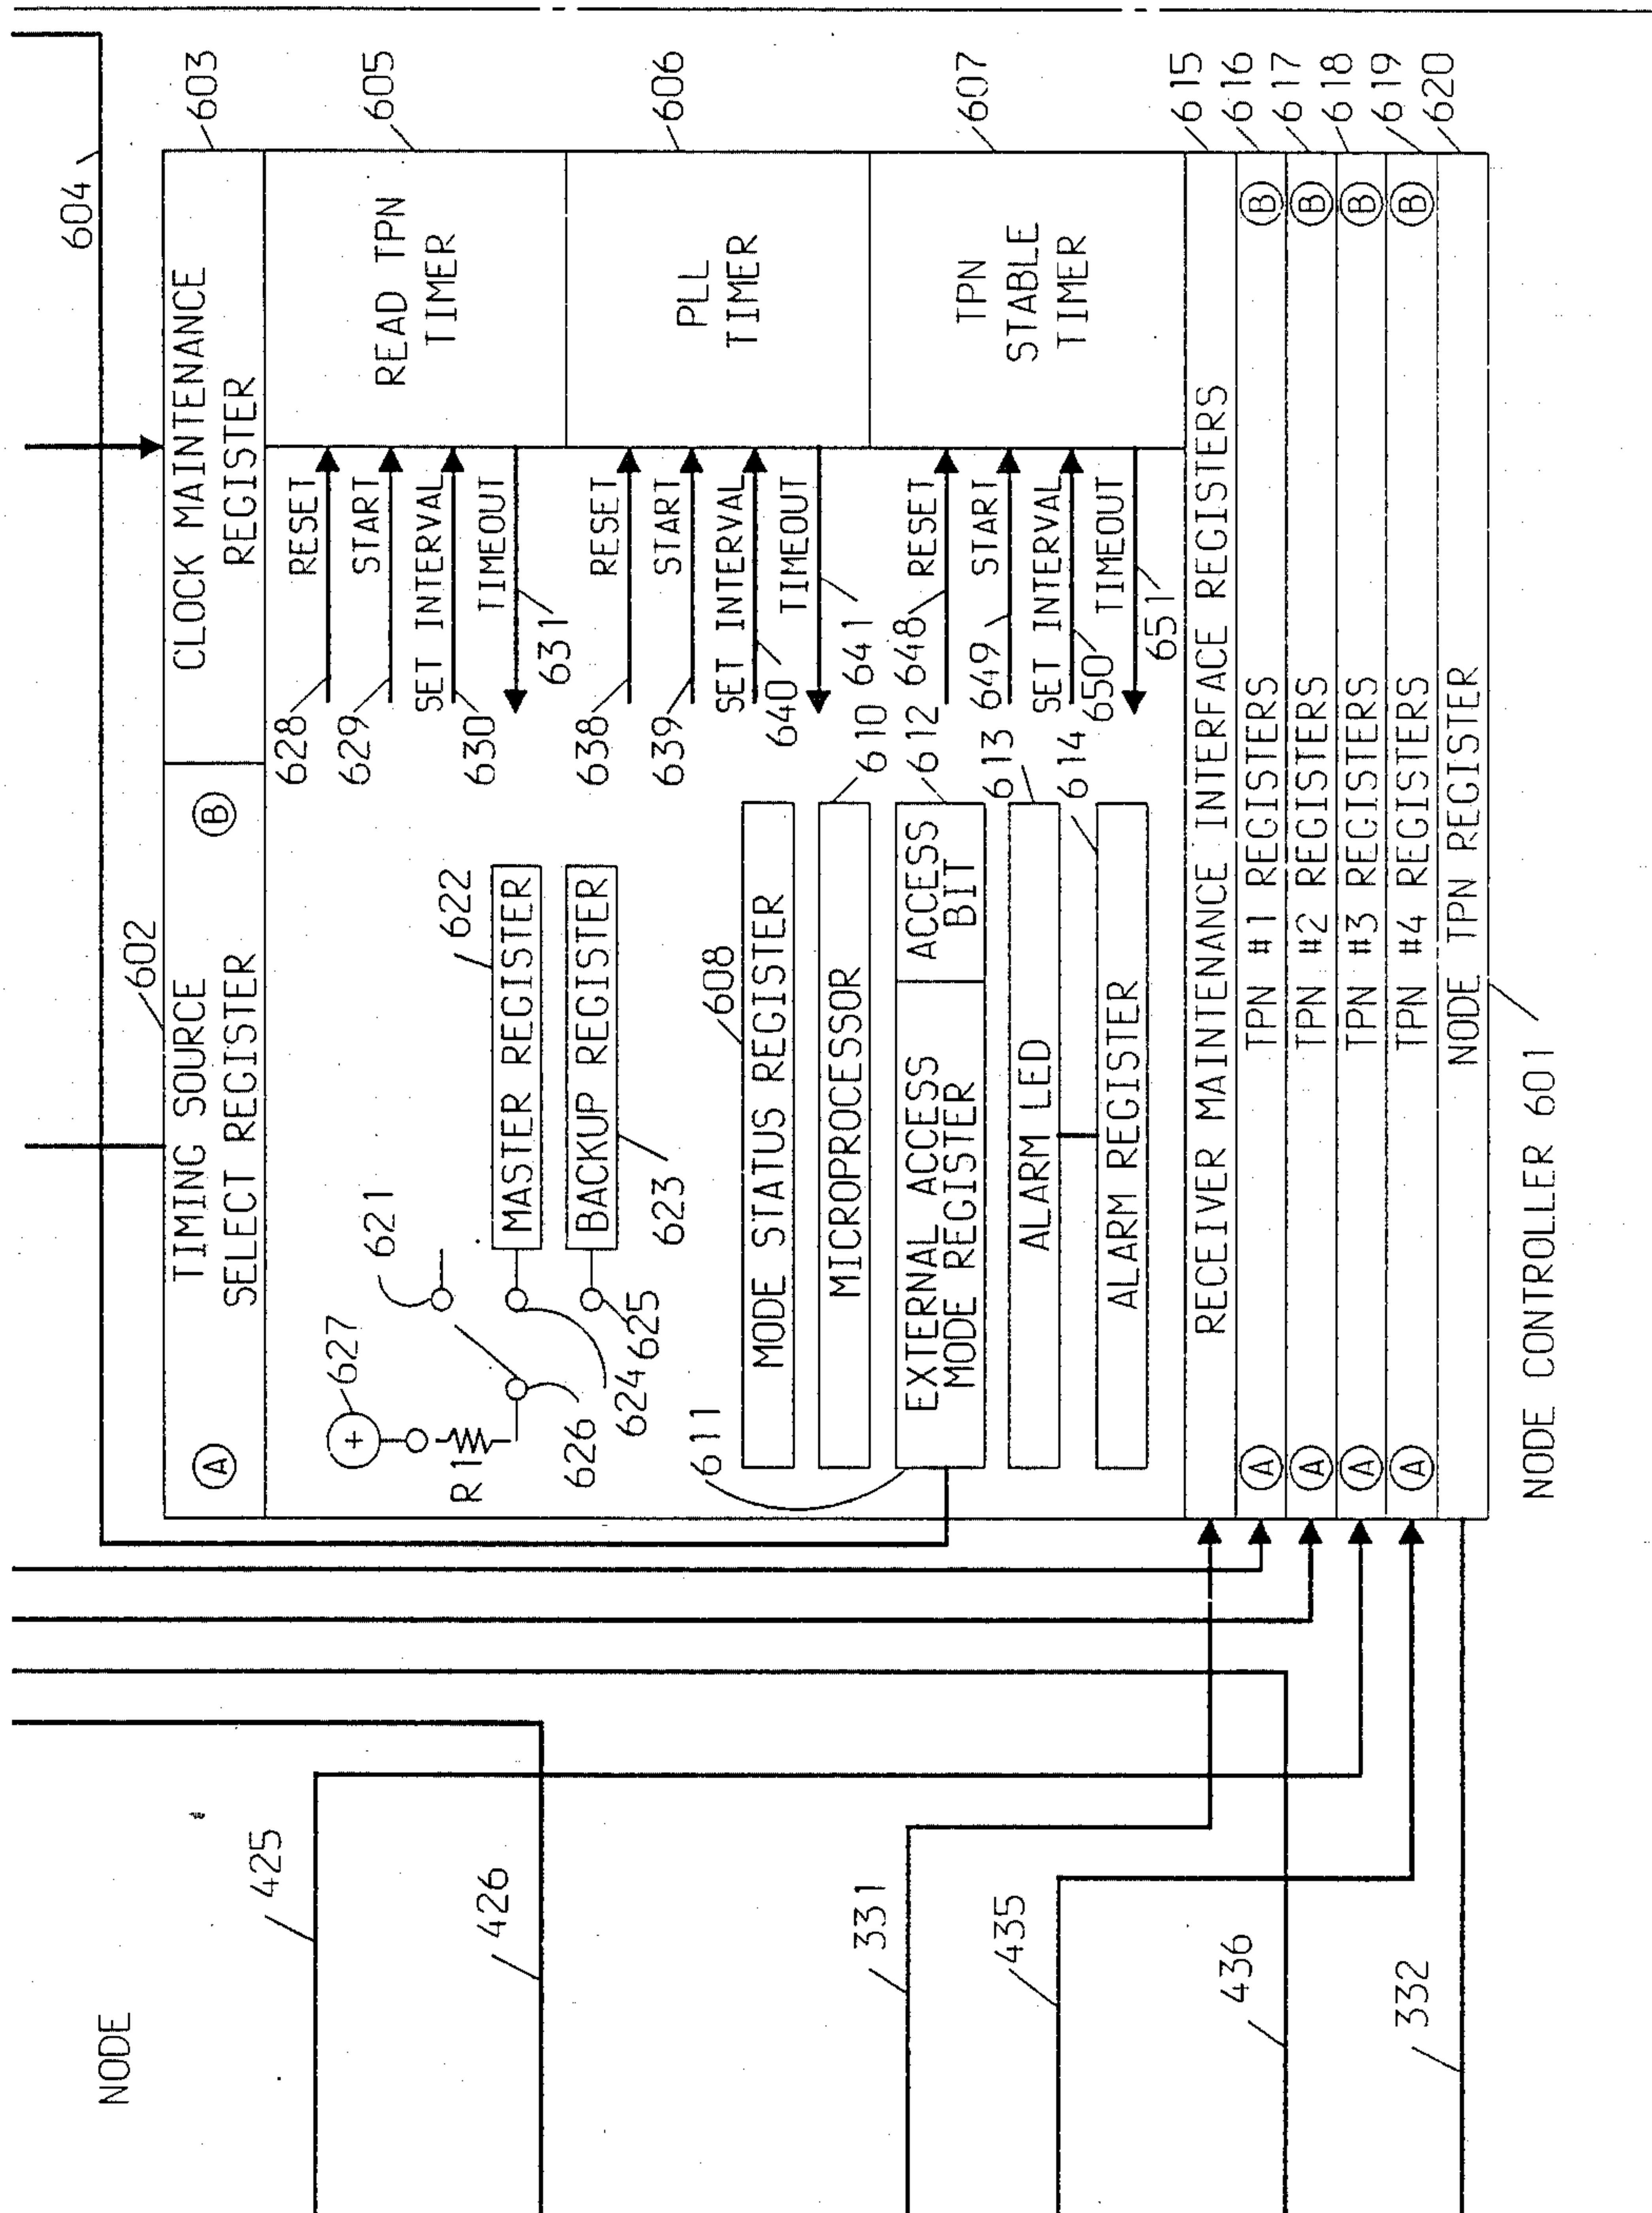 NODE
604
602
603
TIMING SOURCE
SELECT REGISTER
A
B
CLOCK MAINTENANCE
REGISTER
605
READ TPN
TIMER
628
RESET
629
START
630
SET INTERVAL
631
TIMEOUT
606
PLL
TIMER
638
RESET
639
START
640
SET INTERVAL
641
TIMEOUT
607
TPN
STABLE
TIMER
648
RESET
649
START
650
SET INTERVAL
651
TIMEOUT
627
+
R1
626
621
624
625
622
MASTER REGISTER
BACKUP REGISTER
623
608
MODE STATUS REGISTER
610
MICROPROCESSOR
611
EXTERNAL ACCESS
MODE REGISTER
612
ACCESS
BIT
613
ALARM LED
614
ALARM REGISTER
RECEIVER MAINTENANCE INTERFACE REGISTERS
615
A
TPN #1 REGISTERS
B
616
A
TPN #2 REGISTERS
B
617
A
TPN #3 REGISTERS
B
618
A
TPN #4 REGISTERS
B
619
NODE TPN REGISTER
620
NODE CONTROLLER 601
425
426
331
435
436
332